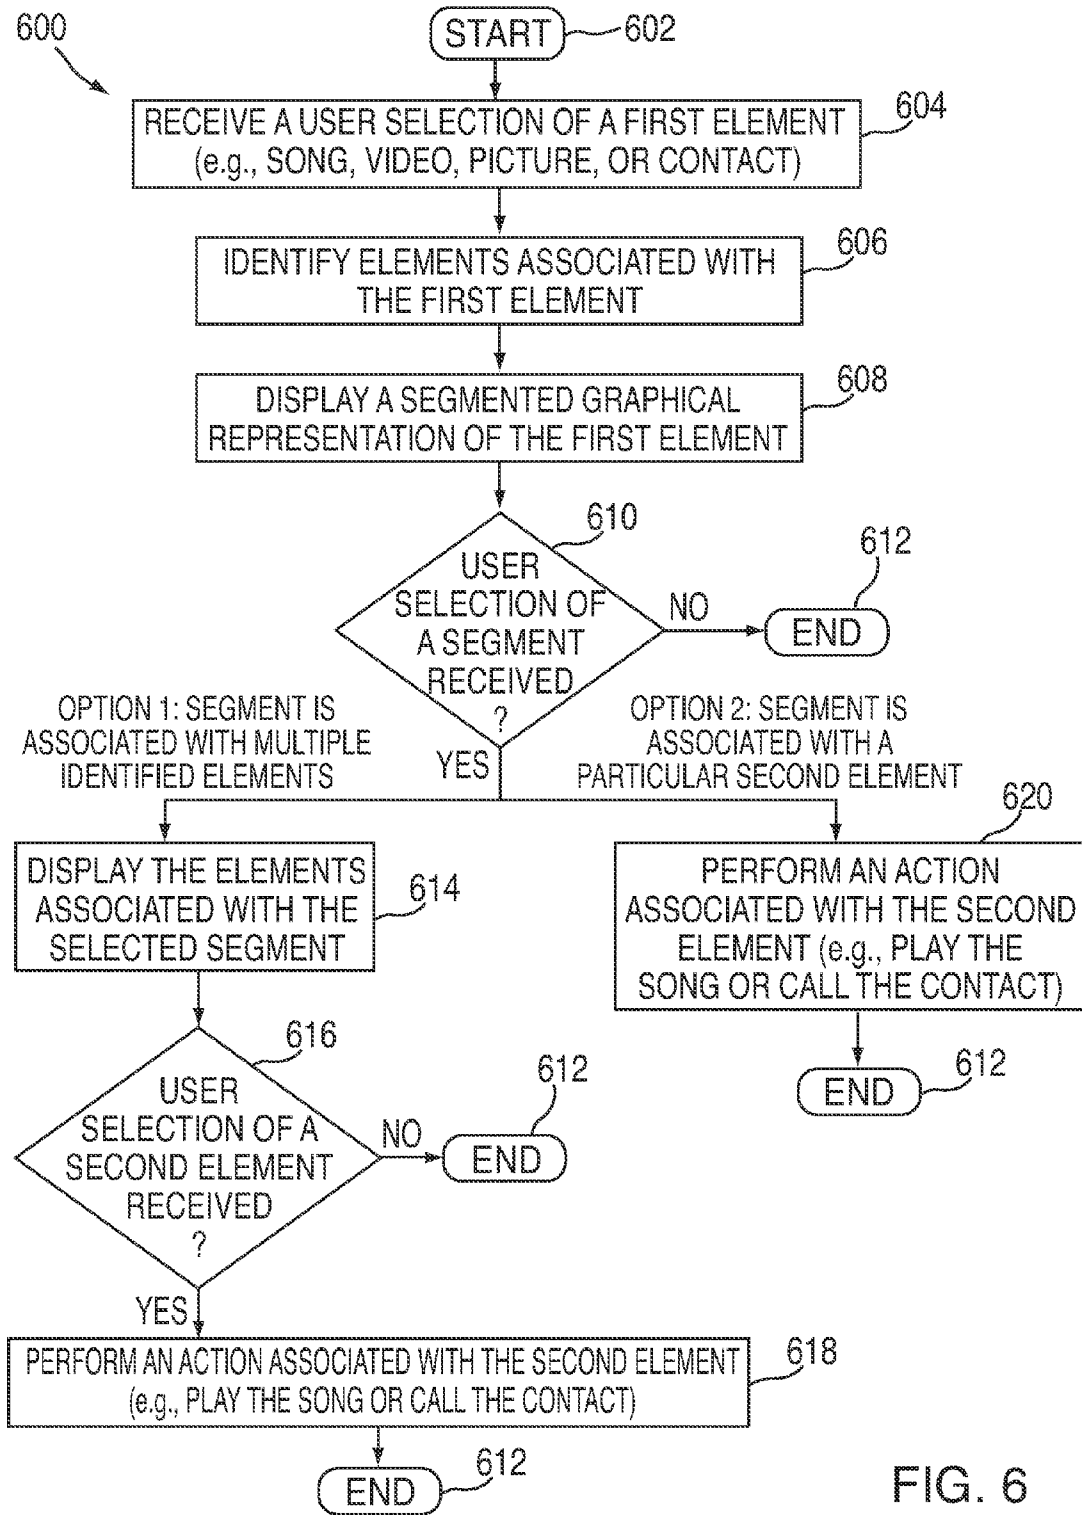 600
START
602
RECEIVE A USER SELECTION OF A FIRST ELEMENT
(e.g., SONG, VIDEO, PICTURE, OR CONTACT)
604
IDENTIFY ELEMENTS ASSOCIATED WITH
THE FIRST ELEMENT
606
DISPLAY A SEGMENTED GRAPHICAL
REPRESENTATION OF THE FIRST ELEMENT
608
610
USER
SELECTION OF
A SEGMENT
RECEIVED
?
NO
612
END
YES
OPTION 1: SEGMENT IS
ASSOCIATED WITH MULTIPLE
IDENTIFIED ELEMENTS
OPTION 2: SEGMENT IS
ASSOCIATED WITH A
PARTICULAR SECOND ELEMENT
DISPLAY THE ELEMENTS
ASSOCIATED WITH THE
SELECTED SEGMENT
614
620
PERFORM AN ACTION
ASSOCIATED WITH THE SECOND
ELEMENT (e.g., PLAY THE
SONG OR CALL THE CONTACT)
END
612
616
USER
SELECTION OF A
SECOND ELEMENT
RECEIVED
?
NO
612
END
YES
PERFORM AN ACTION ASSOCIATED WITH THE SECOND ELEMENT
(e.g., PLAY THE SONG OR CALL THE CONTACT)
618
END
612
FIG. 6